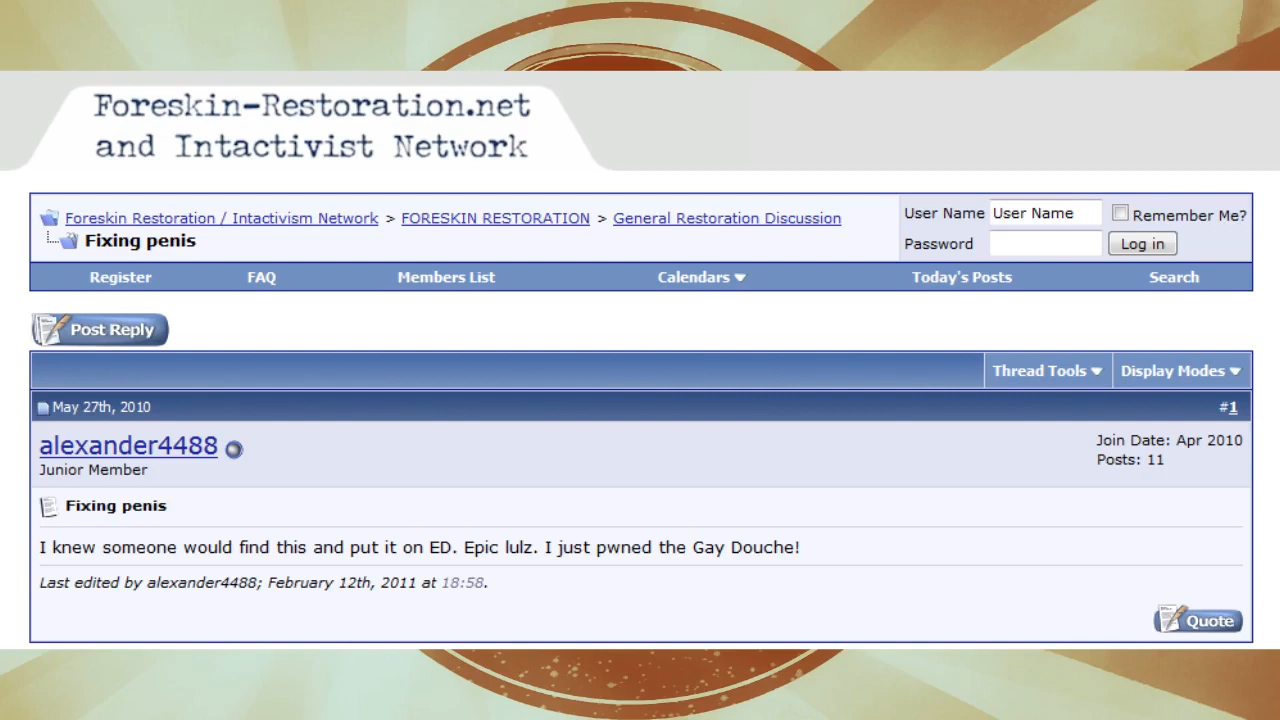 Foreskin-Restoration.net
and Intactivist Network
Foreskin Restoration / Intactivism Network > FORESKIN RESTORATION > General Restoration Discussion
Fixing penis
User Name User Name Remember Me?
Password Log in
Register FAQ Members List Calendars Today's Posts Search
Post Reply
Thread Tools Display Modes
May 27th, 2010 #1
alexander4488
Junior Member
Join Date: Apr 2010
Posts: 11
Fixing penis
I knew someone would find this and put it on ED. Epic lulz. I just pwned the Gay Douche!
Last edited by alexander4488; February 12th, 2011 at 18:58.
Quote